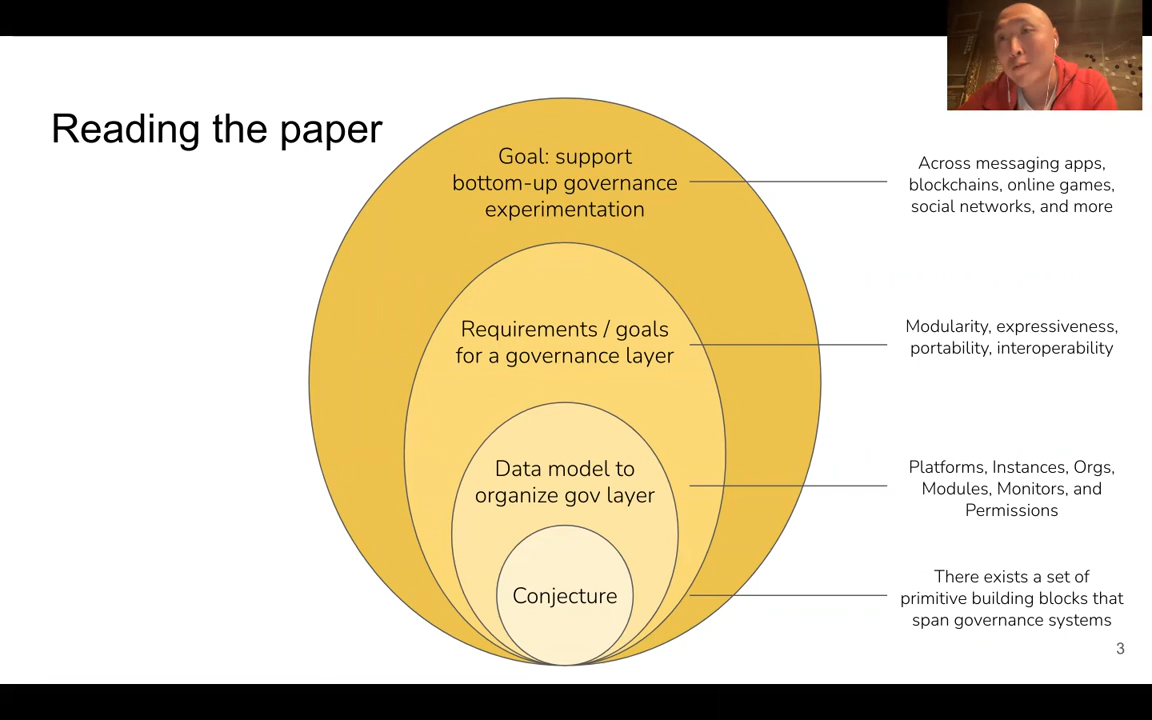 Reading the paper
Goal: support
bottom-up governance
experimentation
Across messaging apps,
blockchains, online games,
social networks, and more
Requirements / goals
for a governance layer
Modularity, expressiveness,
portability, interoperability
Data model to
organize gov layer
Platforms, Instances, Orgs,
Modules, Monitors, and
Permissions
Conjecture
There exists a set of
primitive building blocks that
span governance systems
3